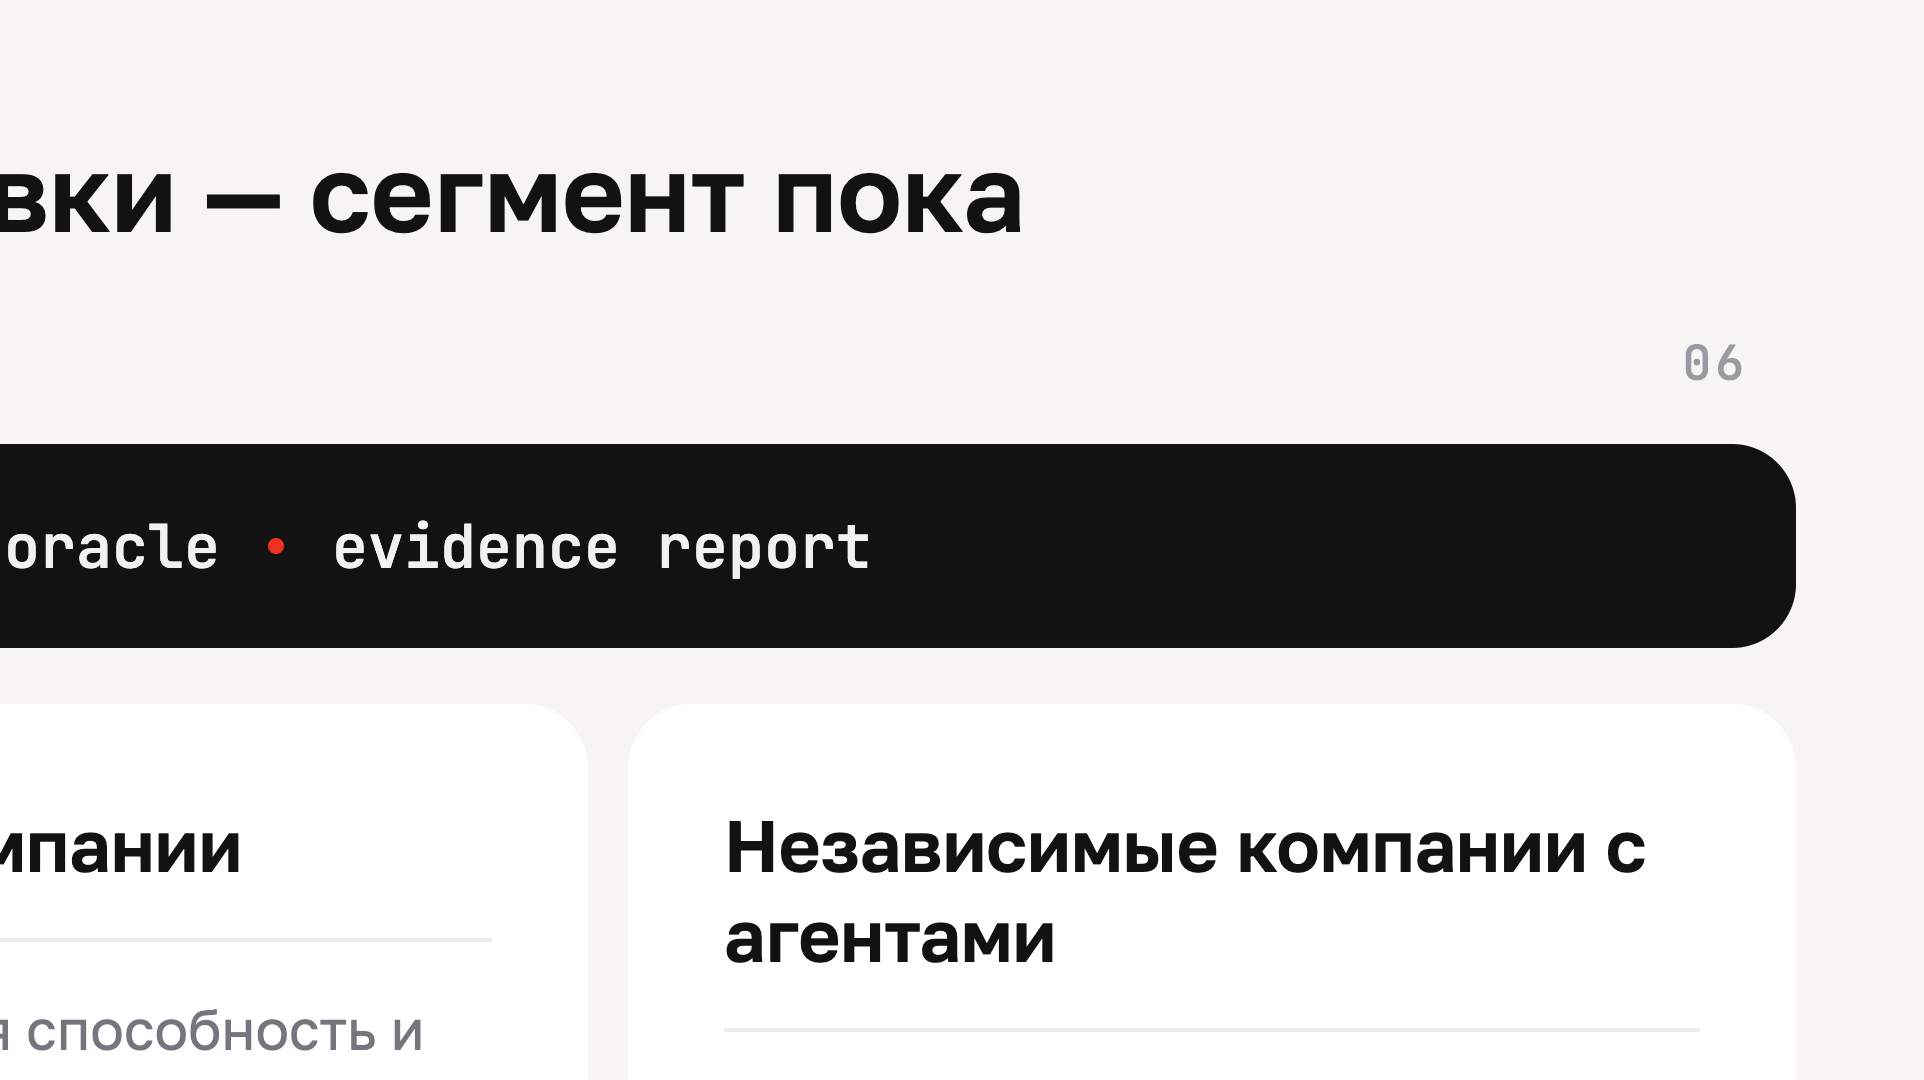 вки — сегмент пока
06
oracle • evidence report
мпании
я способность и
Независимые компании с
агентами